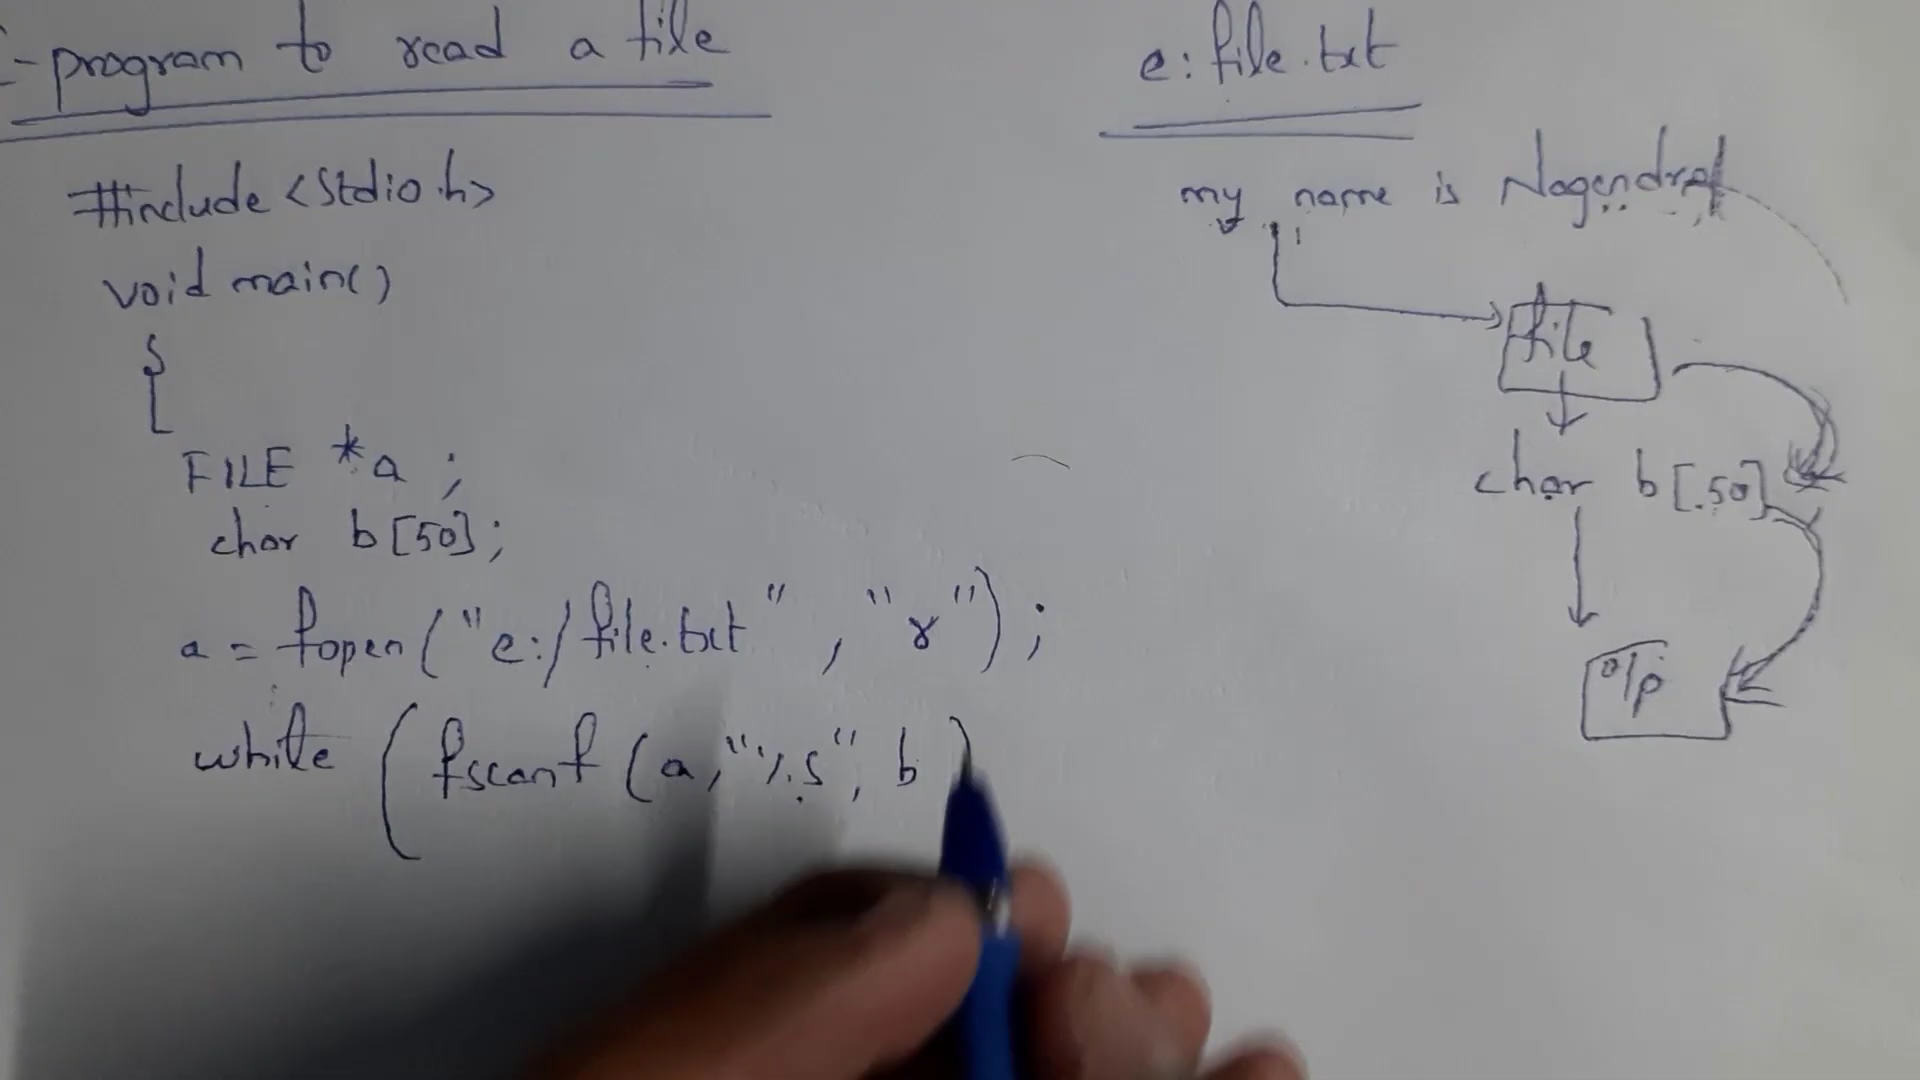 :- program to read a file
#include <stdio.h>
void main()
{
FILE *a ;
char b[50];
a = fopen("e:/file.txt" , "r") ;
while ( fscanf (a,"%s", b )
e: file.txt
my name is Nagendra
file
char b[50]
o/p